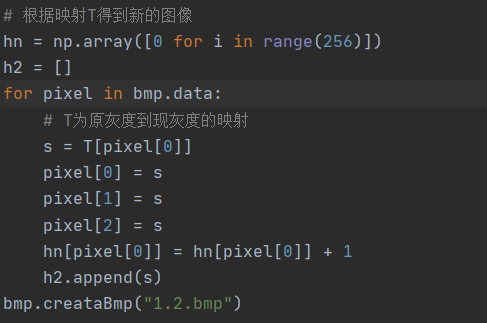 # 根据映射T得到新的图像
hn = np.array([0 for i in range(256)])
h2 = []
for pixel in bmp.data:
    # T为原灰度到现灰度的映射
    s = T[pixel[0]]
    pixel[0] = s
    pixel[1] = s
    pixel[2] = s
    hn[pixel[0]] = hn[pixel[0]] + 1
    h2.append(s)
bmp.creataBmp("1.2.bmp")